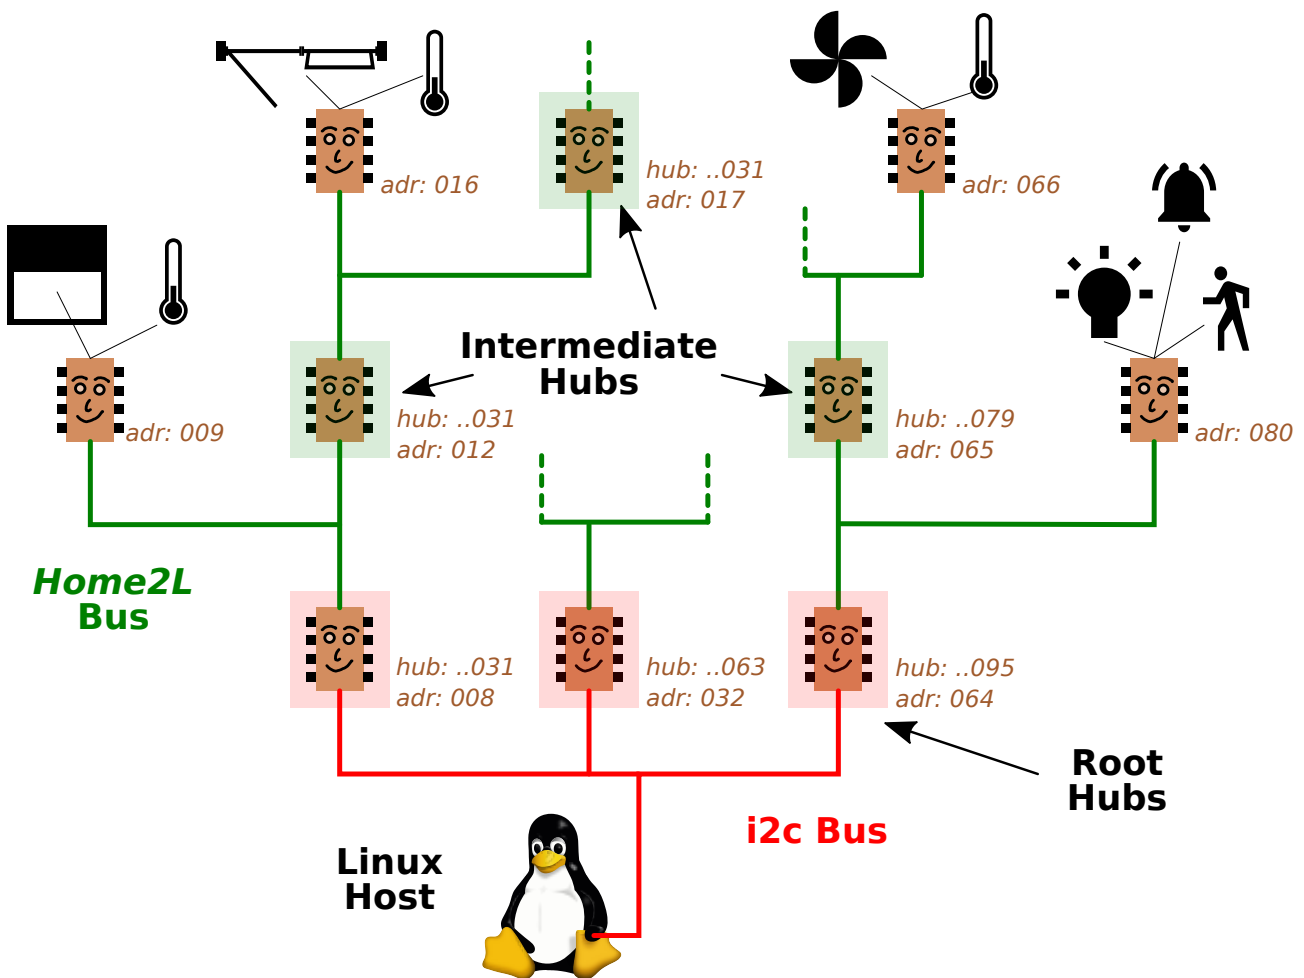 adr: 016
hub: ..031
adr: 017
adr: 066
Intermediate
Hubs
adr: 009
hub: ..031
adr: 012
hub: ..079
adr: 065
adr: 080
Home2L
Bus
hub: ..031
adr: 008
hub: ..063
adr: 032
hub: ..095
adr: 064
Root
Hubs
i2c Bus
Linux
Host